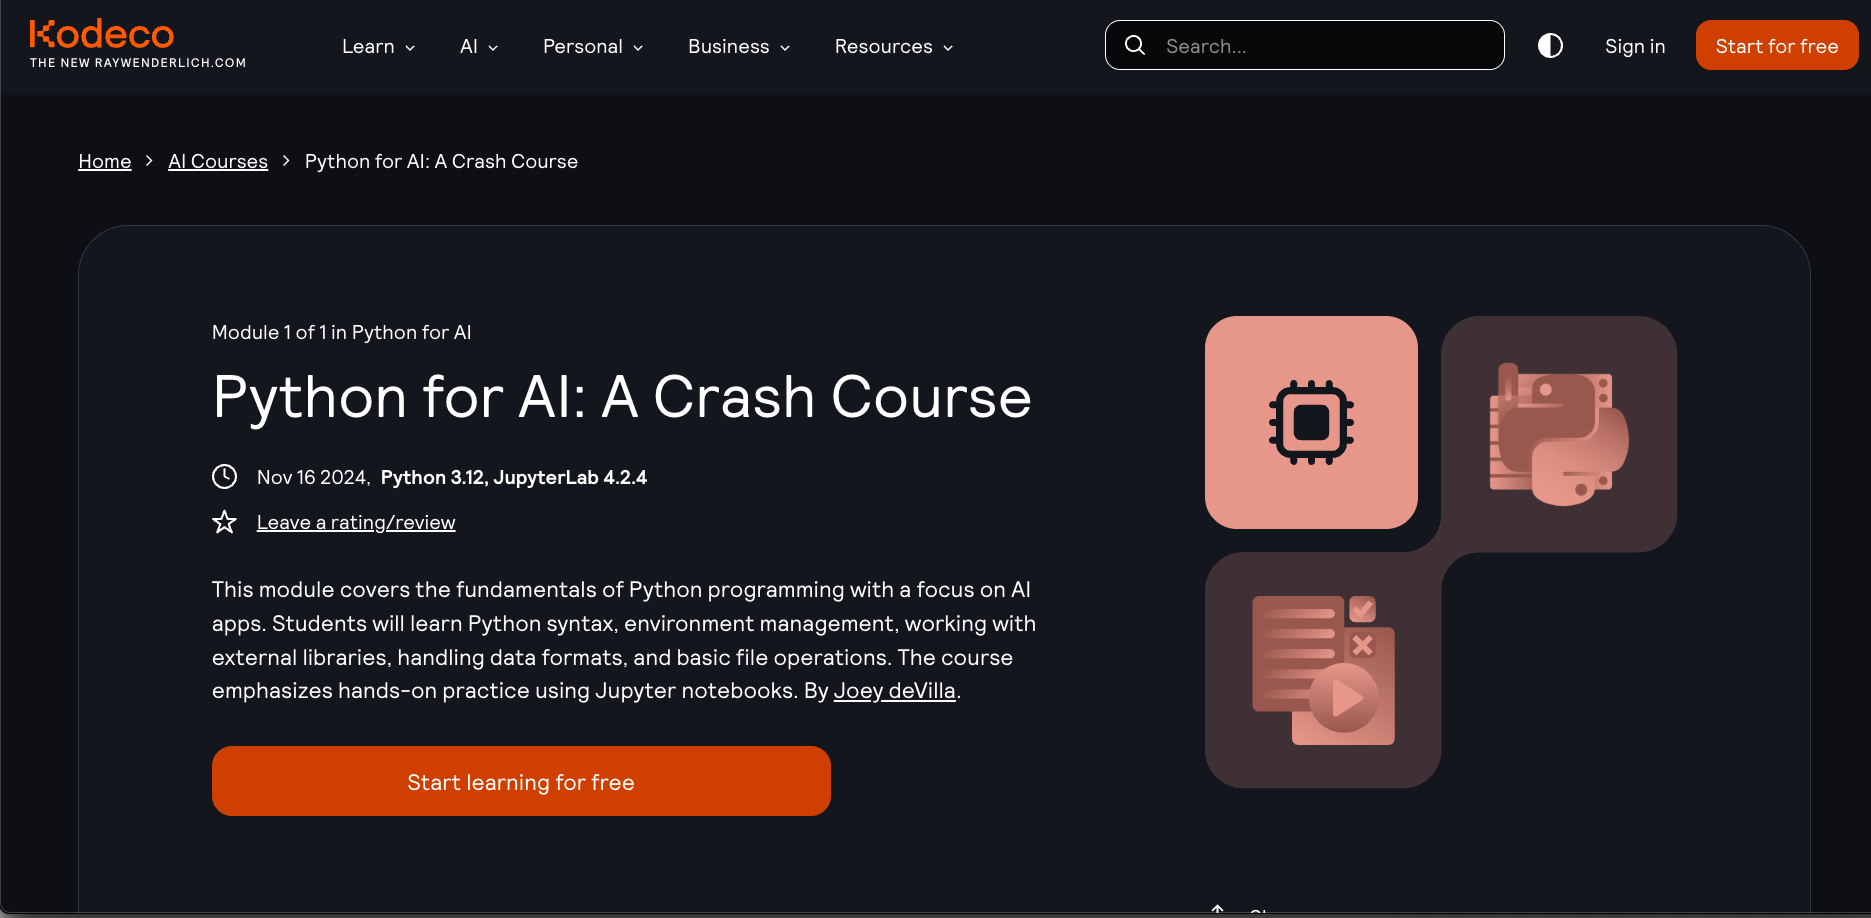 Kodeco
THE NEW RAYWENDERLICH.COM
Learn
AI
Personal
Business
Resources
Search...
Sign in
Start for free
Home > AI Courses > Python for AI: A Crash Course
Module 1 of 1 in Python for AI
Python for AI: A Crash Course
Nov 16 2024, Python 3.12, JupyterLab 4.2.4
Leave a rating/review
This module covers the fundamentals of Python programming with a focus on AI
apps. Students will learn Python syntax, environment management, working with
external libraries, handling data formats, and basic file operations. The course
emphasizes hands-on practice using Jupyter notebooks. By Joey deVilla.
Start learning for free